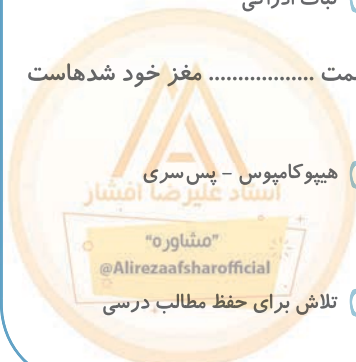 ثبات ادراکی
مت .................. مغز خود شده‌است
هیپوکامپوس – پس‌سری
استاد علیرضا افشار
"مشاوره"
@Alirezaafsharofficial
تلاش برای حفظ مطالب درسی